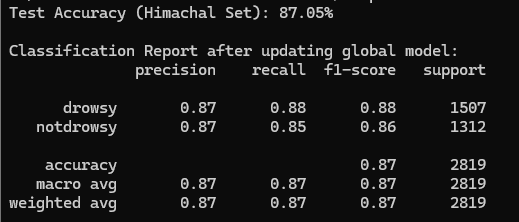 Test Accuracy (Himachal Set): 87.05%
Classification Report after updating global model:
precision recall f1-score support
drowsy 0.87 0.88 0.88 1507
notdrowsy 0.87 0.85 0.86 1312
accuracy 0.87 2819
macro avg 0.87 0.87 0.87 2819
weighted avg 0.87 0.87 0.87 2819